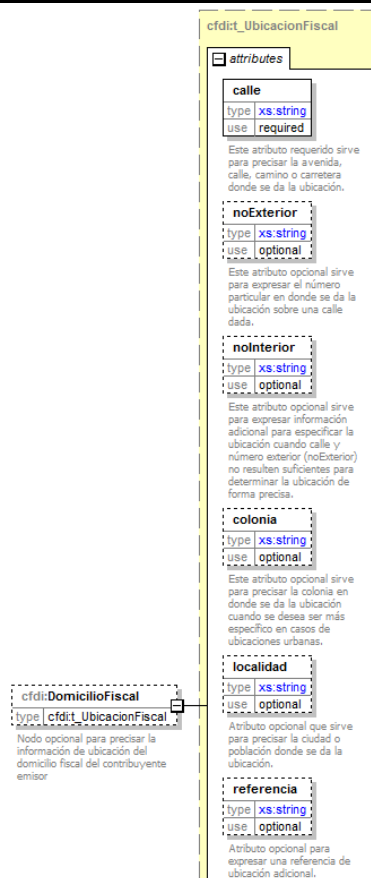 cfdi:t_UbicacionFiscal
attributes
calle
type xs:string
use required
Este atributo requerido sirve
para precisar la avenida,
calle, camino o carretera
donde se da la ubicación.
noExterior
type xs:string
use optional
Este atributo opcional sirve
para expresar el número
particular en donde se da la
ubicación sobre una calle
dada.
noInterior
type xs:string
use optional
Este atributo opcional sirve
para expresar información
adicional para especificar la
ubicación cuando calle y
número exterior (noExterior)
no resulten suficientes para
determinar la ubicación de
forma precisa.
colonia
type xs:string
use optional
Este atributo opcional sirve
para precisar la colonia en
donde se da la ubicación
cuando se desea ser más
específico en casos de
ubicaciones urbanas.
localidad
type xs:string
use optional
Atributo opcional que sirve
para precisar la ciudad o
población donde se da la
ubicación.
cfdi:DomicilioFiscal
type cfdi:t_UbicacionFiscal
Nodo opcional para precisar la
información de ubicación del
domicilio fiscal del contribuyente
emisor
referencia
type xs:string
use optional
Atributo opcional para
expresar una referencia de
ubicación adicional.